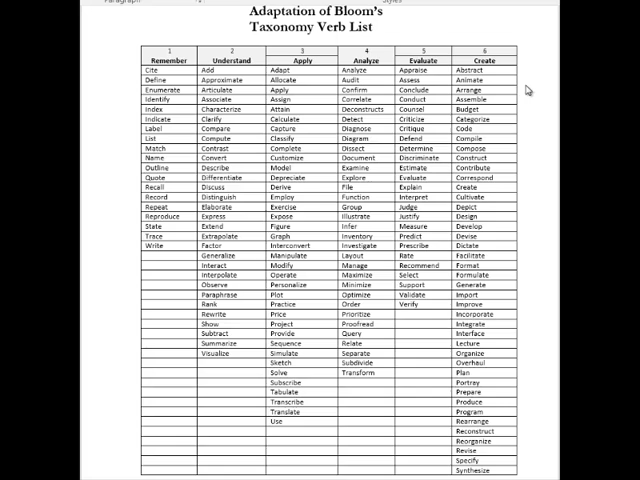 Paragraph Styles
Adaptation of Bloom's
Taxonomy Verb List
1 2 3 4 5 6
Remember Understand Apply Analyze Evaluate Create
Cite Add Adapt Analyze Appraise Abstract
Define Approximate Allocate Audit Assess Animate
Enumerate Articulate Apply Confirm Conclude Arrange
Identify Associate Assign Correlate Conduct Assemble
Index Characterize Attain Deconstructs Counsel Budget
Indicate Clarify Calculate Detect Criticize Categorize
Label Compare Capture Diagnose Critique Code
List Compute Classify Diagram Defend Compile
Match Contrast Complete Dissect Determine Compose
Name Convert Customize Document Discriminate Construct
Outline Describe Model Examine Estimate Contribute
Quote Differentiate Depreciate Explore Evaluate Correspond
Recall Discuss Derive File Explain Create
Record Distinguish Employ Function Interpret Cultivate
Repeat Elaborate Exercise Group Judge Depict
Reproduce Express Expose Illustrate Justify Design
State Extend Figure Infer Measure Develop
Trace Extrapolate Graph Inventory Predict Devise
Write Factor Interconvert Investigate Prescribe Dictate
Generalize Manipulate Layout Rate Facilitate
Interact Modify Manage Recommend Format
Interpolate Operate Maximize Select Formulate
Observe Personalize Minimize Support Generate
Paraphrase Plot Optimize Validate Import
Rank Practice Order Verify Improve
Rewrite Price Prioritize Incorporate
Show Project Proofread Integrate
Subtract Provide Query Interface
Summarize Sequence Relate Lecture
Visualize Simulate Separate Organize
Sketch Subdivide Overhaul
Solve Transform Plan
Subscribe Portray
Tabulate Prepare
Transcribe Produce
Translate Program
Use Rearrange
Reconstruct
Reorganize
Revise
Specify
Synthesize